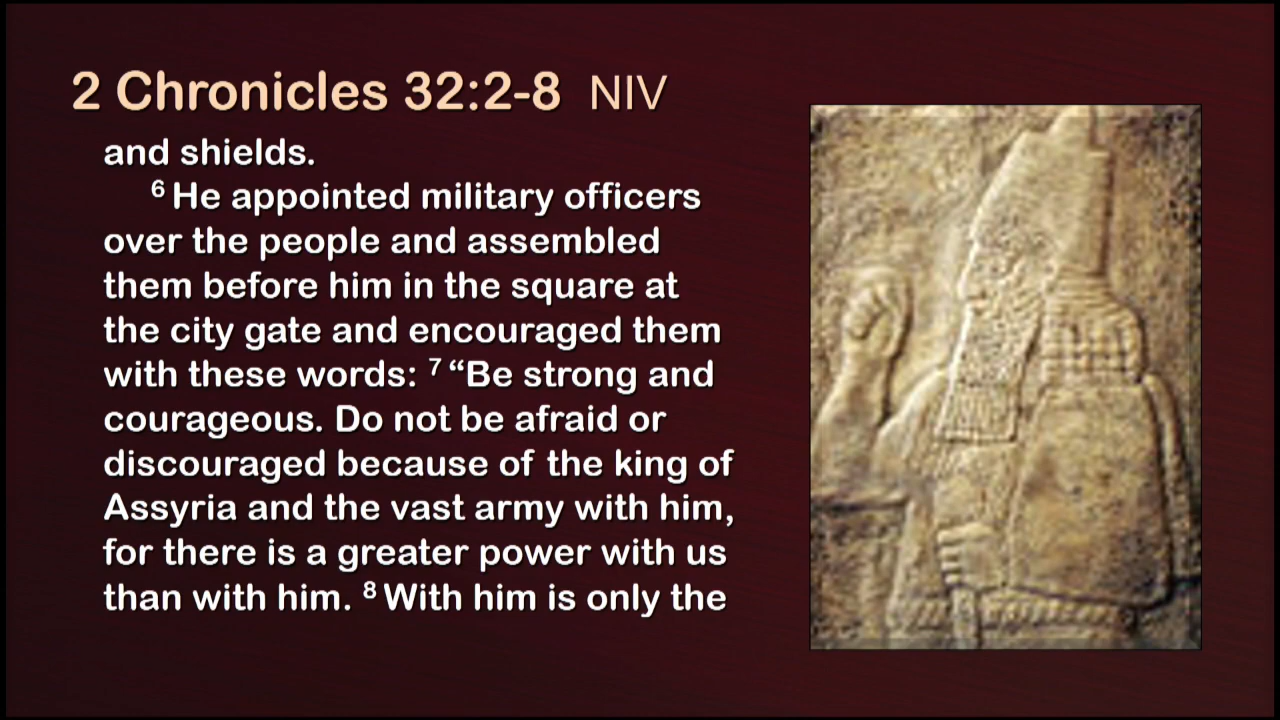 2 Chronicles 32:2-8 NIV
and shields.
6 He appointed military officers
over the people and assembled
them before him in the square at
the city gate and encouraged them
with these words: 7 “Be strong and
courageous. Do not be afraid or
discouraged because of the king of
Assyria and the vast army with him,
for there is a greater power with us
than with him. 8 With him is only the